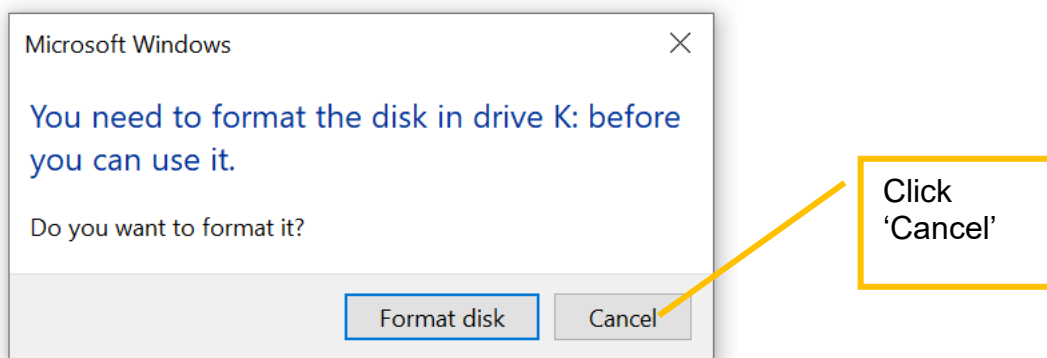 Microsoft Windows
You need to format the disk in drive K: before
you can use it.
Do you want to format it?
Format disk
Cancel
Click
‘Cancel’